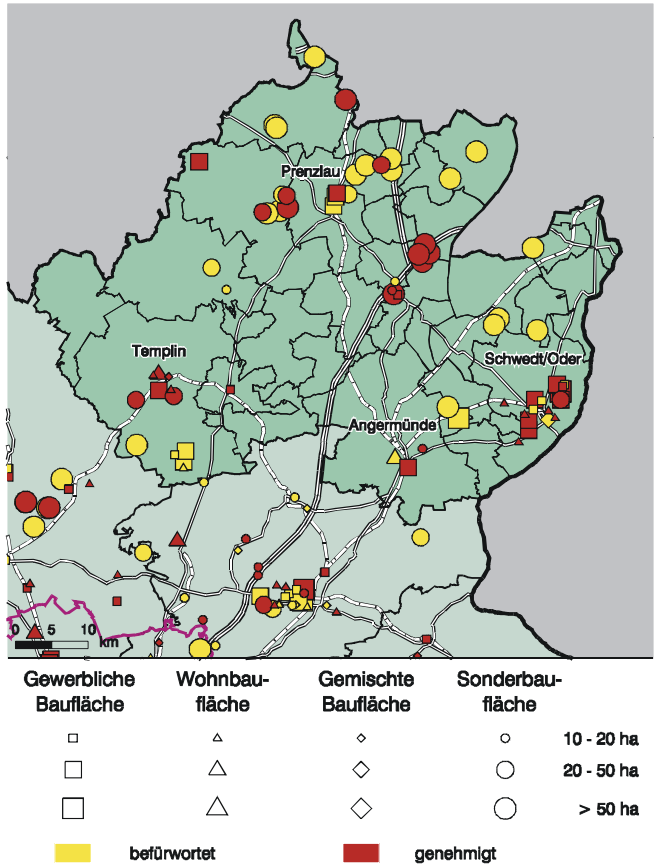 Prenzlau
Templin
Schwedt/Oder
Angermünde
0 5 10
km
Gewerbliche Wohnbau- Gemischte Sonderbau-
Baufläche fläche Baufläche fläche
10 - 20 ha
20 - 50 ha
> 50 ha
befürwortet genehmigt